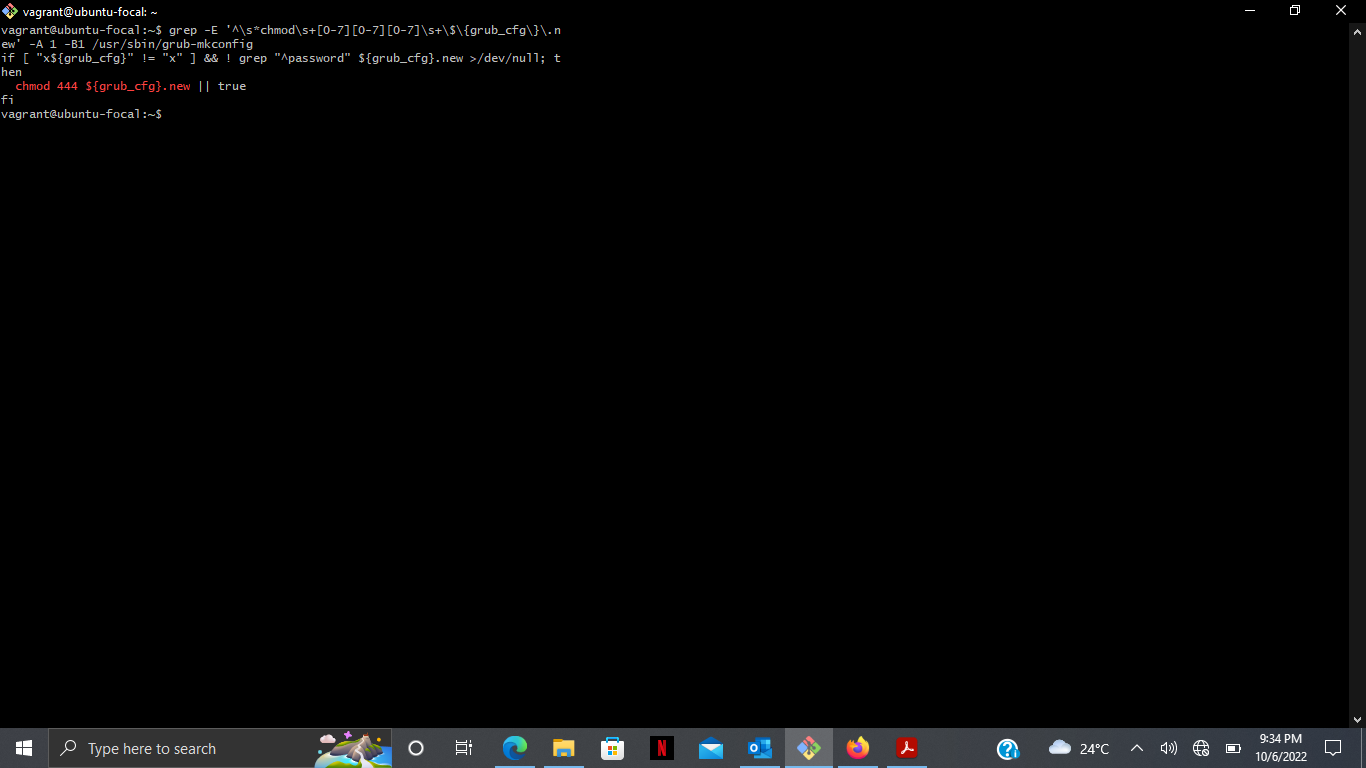 vagrant@ubuntu-focal: ~
vagrant@ubuntu-focal:~$ grep -E '^\s*chmod\s+[0-7][0-7][0-7]\s+\$\{grub_cfg\}\.n
ew' -A 1 -B1 /usr/sbin/grub-mkconfig
if [ "x${grub_cfg}" != "x" ] && ! grep "^password" ${grub_cfg}.new >/dev/null; t
hen
  chmod 444 ${grub_cfg}.new || true
fi
vagrant@ubuntu-focal:~$
Type here to search
24°C
9:34 PM
10/6/2022